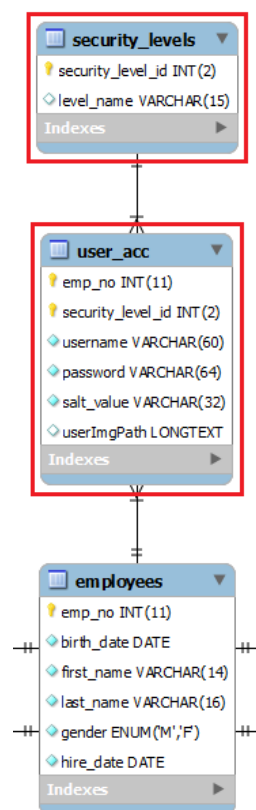 security_levels
security_level_id INT(2)
level_name VARCHAR(15)
Indexes
user_acc
emp_no INT(11)
security_level_id INT(2)
username VARCHAR(60)
password VARCHAR(64)
salt_value VARCHAR(32)
userImgPath LONGTEXT
Indexes
employees
emp_no INT(11)
birth_date DATE
first_name VARCHAR(14)
last_name VARCHAR(16)
gender ENUM('M','F')
hire_date DATE
Indexes